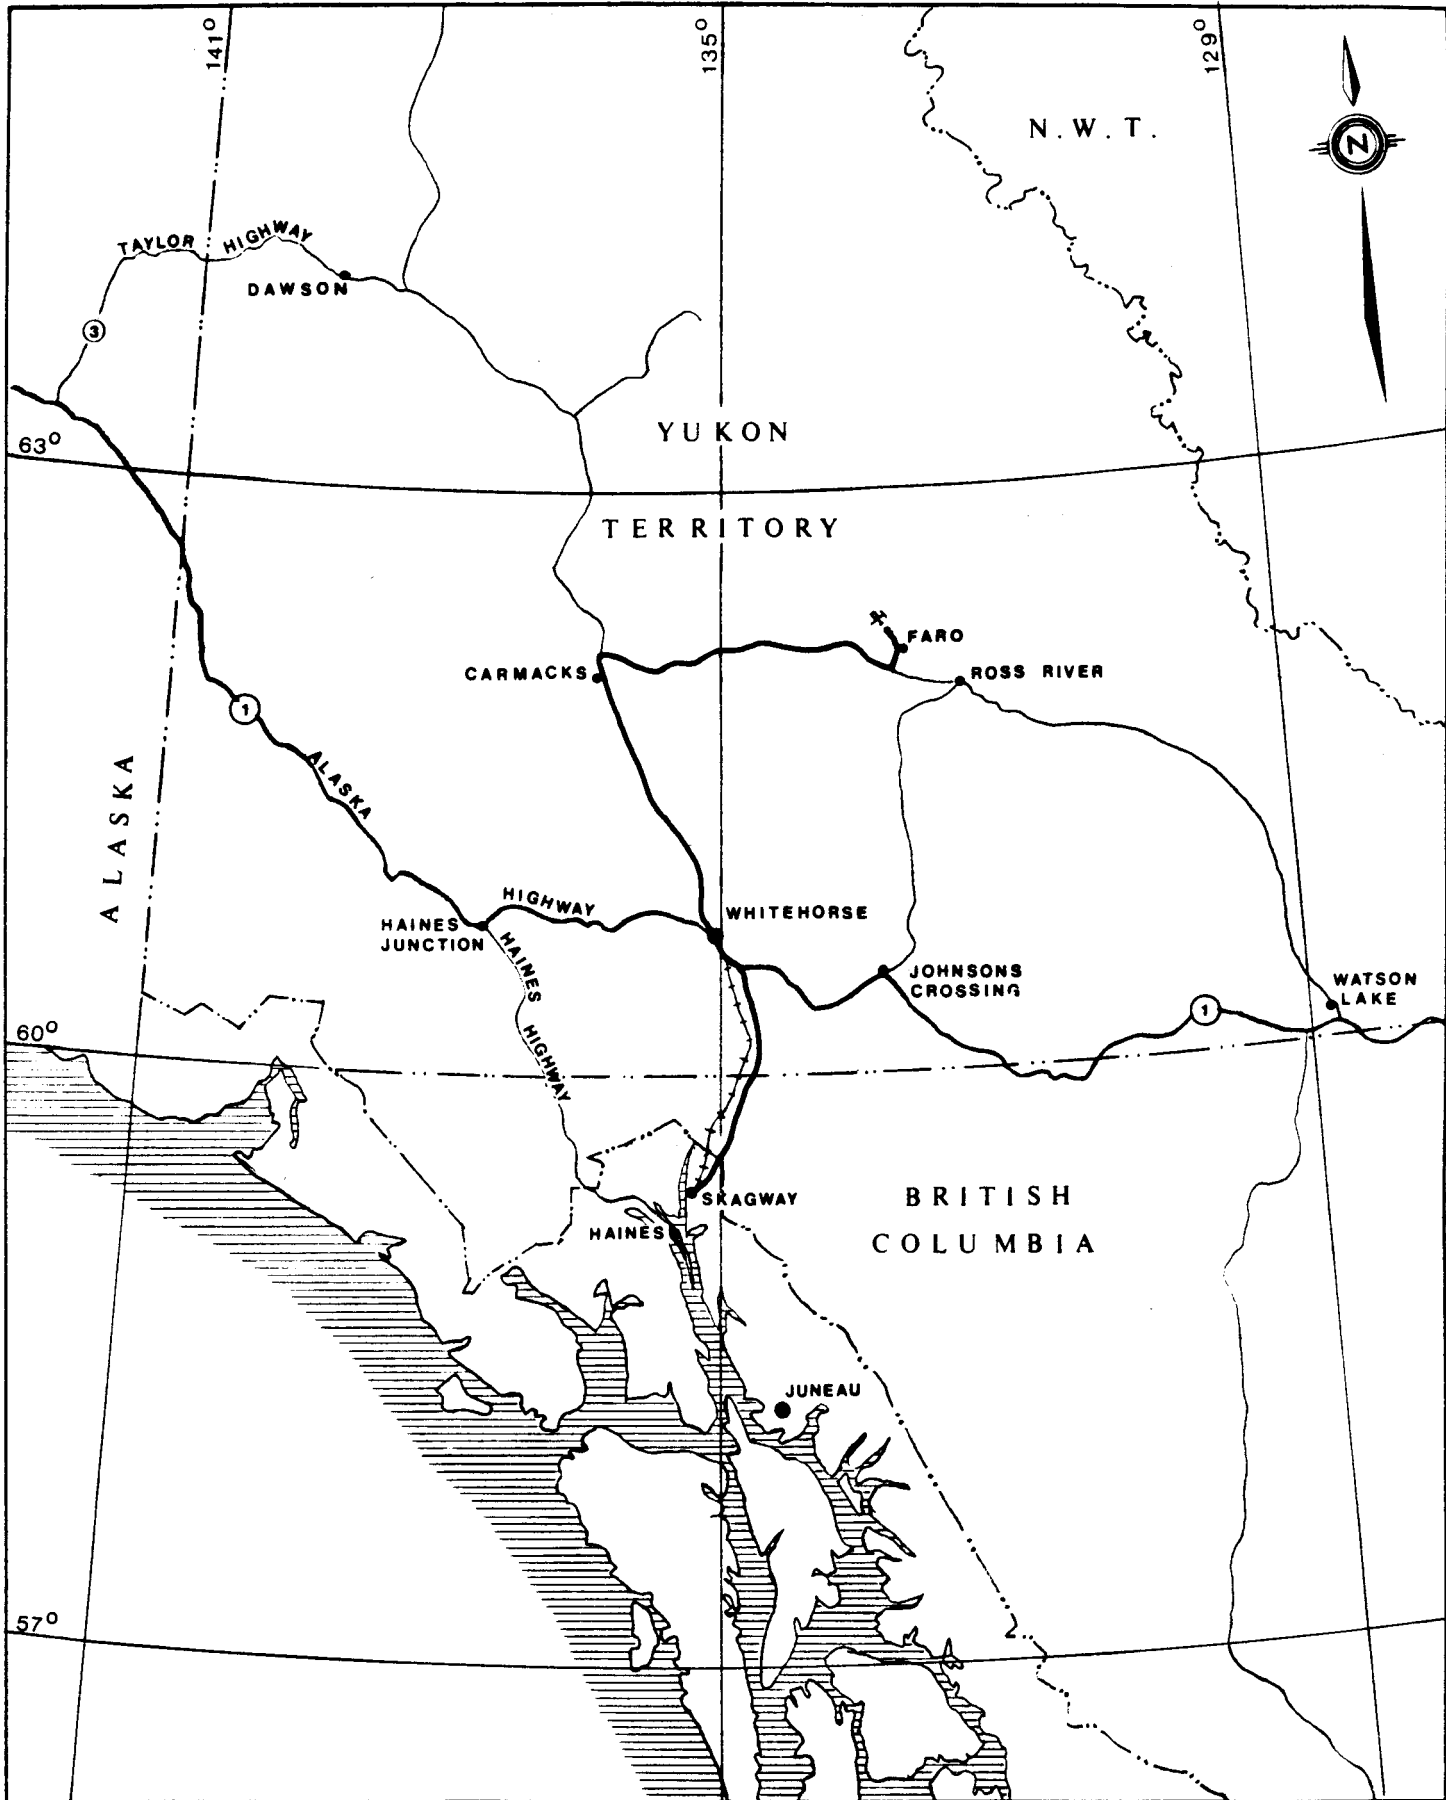 141°
135°
129°
N.W.T.
N
TAYLOR HIGHWAY
DAWSON
3
YUKON
63°
TERRITORY
FARO
CARMACKS
ROSS RIVER
1
ALASKA
ALASKA
HIGHWAY
WHITEHORSE
HAINES
JUNCTION
HAINES
HIGHWAY
JOHNSONS
CROSSING
WATSON
LAKE
1
60°
SKAGWAY
BRITISH
COLUMBIA
HAINES
JUNEAU
57°